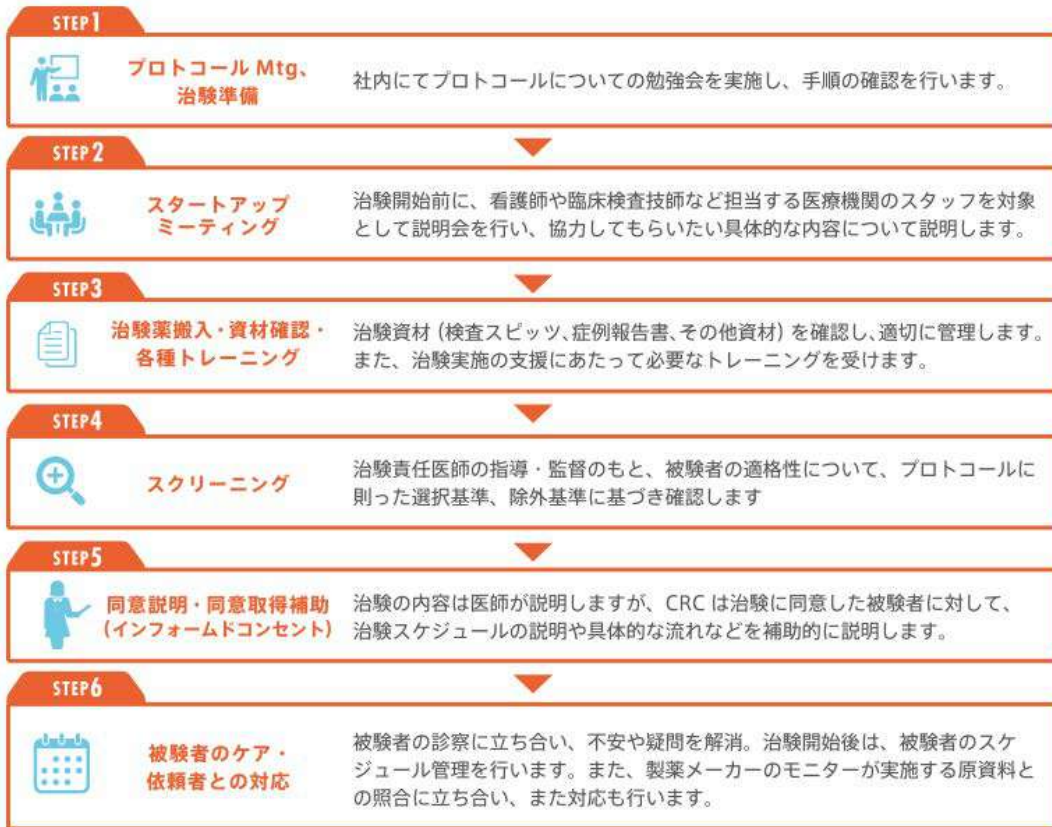 STEP1
プロトコール Mtg、
治験準備
社内にてプロトコールについての勉強会を実施し、手順の確認を行います。
STEP2
スタートアップ
ミーティング
治験開始前に、看護師や臨床検査技師など担当する医療機関のスタッフを対象
として説明会を行い、協力してもらいたい具体的な内容について説明します。
STEP3
治験薬搬入・資材確認・
各種トレーニング
治験資材（検査スピッツ、症例報告書、その他資材）を確認し、適切に管理します。
また、治験実施の支援にあたって必要なトレーニングを受けます。
STEP4
スクリーニング
治験責任医師の指導・監督のもと、被験者の適格性について、プロトコールに
則った選択基準、除外基準に基づき確認します
STEP5
同意説明・同意取得補助
（インフォームドコンセント）
治験の内容は医師が説明しますが、CRC は治験に同意した被験者に対して、
治験スケジュールの説明や具体的な流れなどを補助的に説明します。
STEP6
被験者のケア・
依頼者との対応
被験者の診察に立ち合い、不安や疑問を解消。治験開始後は、被験者のスケ
ジュール管理を行います。また、製薬メーカーのモニターが実施する原資料と
の照合に立ち合い、また対応も行います。